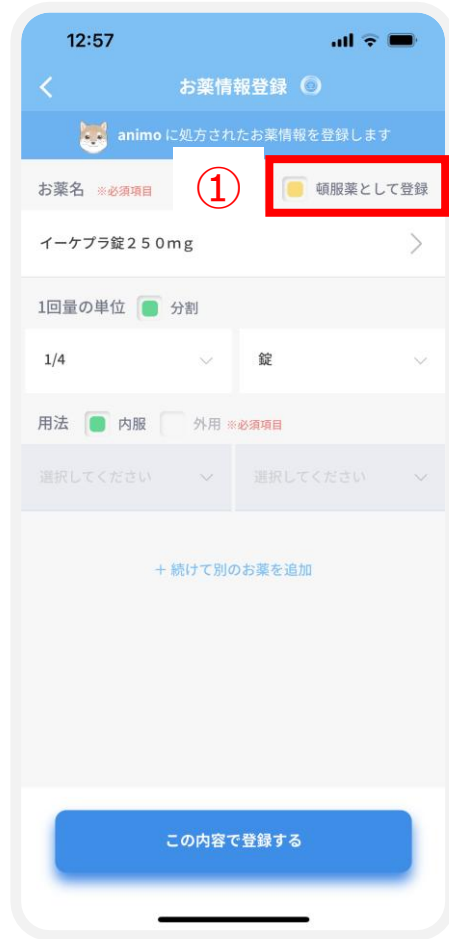 12:57
お薬情報登録
animo に処方されたお薬情報を登録します
お薬名 ※必須項目 ① 頓服薬として登録
イーケプラ錠250mg
1回量の単位 分割
1/4 錠
用法 内服 外用 ※必須項目
選択してください 選択してください
+ 続けて別のお薬を追加
この内容で登録する